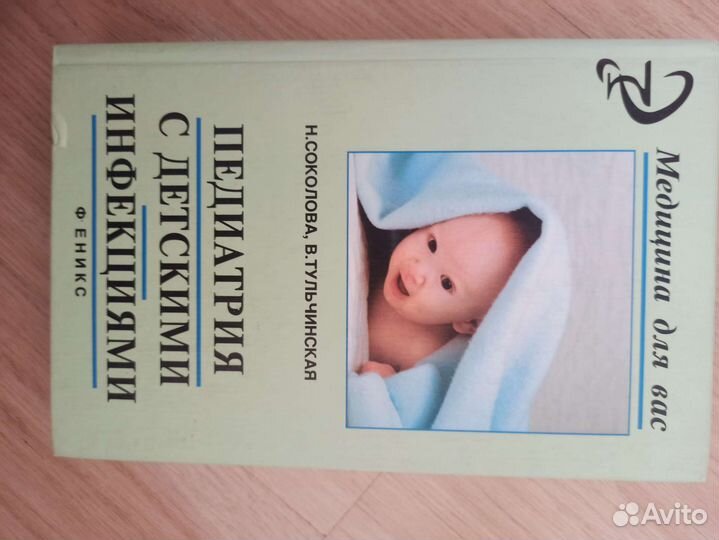 Медицина для вас
Н.СОКОЛОВА, В.ТУЛЬЧИНСКАЯ
ПЕДИАТРИЯ
С ДЕТСКИМИ
ИНФЕКЦИЯМИ
ФЕНИКС
Avito